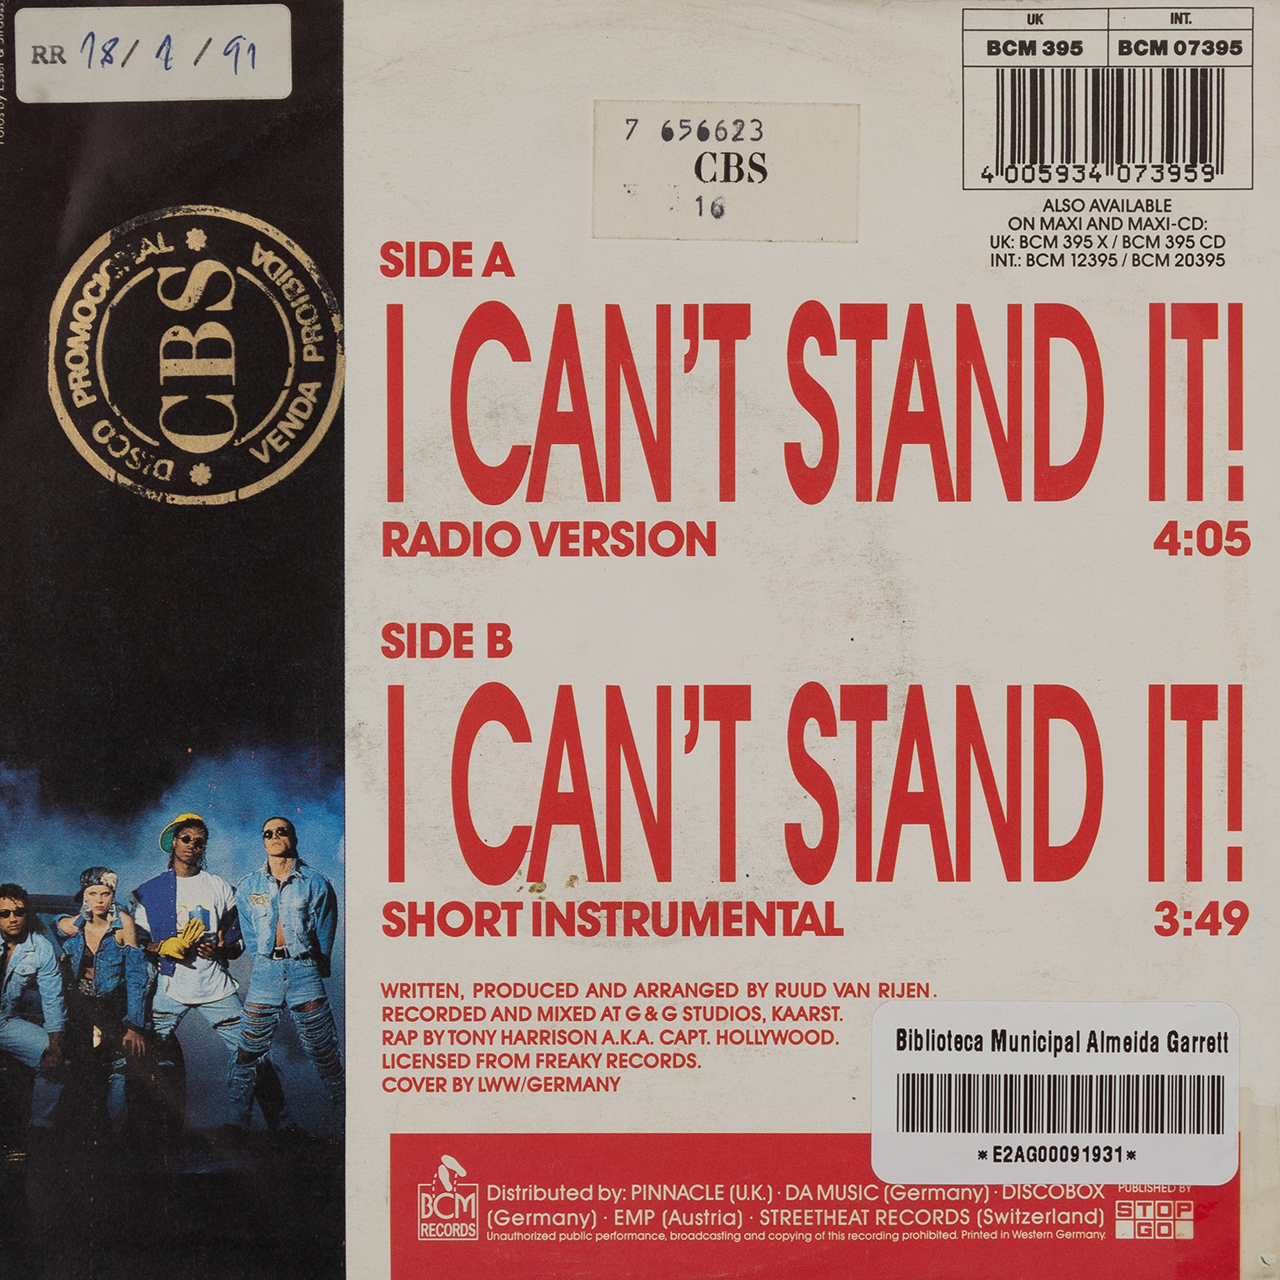 RR 18/1/91
UK INT.
BCM 395 BCM 07395
4 005934 073959
ALSO AVAILABLE
ON MAXI AND MAXI-CD:
UK: BCM 395 X / BCM 395 CD
INT.: BCM 12395 / BCM 20395
7 656623
CBS
16
DISCO PROMOCIONAL
CBS
VENDA PROIBIDA
SIDE A
I CAN'T STAND IT!
RADIO VERSION 4:05
SIDE B
I CAN'T STAND IT!
SHORT INSTRUMENTAL 3:49
WRITTEN, PRODUCED AND ARRANGED BY RUUD VAN RIJEN.
RECORDED AND MIXED AT G & G STUDIOS, KAARST.
RAP BY TONY HARRISON A.K.A. CAPT. HOLLYWOOD.
LICENSED FROM FREAKY RECORDS.
COVER BY LWW/GERMANY
Biblioteca Municipal Almeida Garrett
*E2AG00091931*
BCM
RECORDS
Distributed by: PINNACLE (U.K.) · DA MUSIC (Germany) · DISCOBOX
(Germany) · EMP (Austria) · STREETHEAT RECORDS (Switzerland)
Unauthorized public performance, broadcasting and copying of this recording prohibited. Printed in Western Germany.
PUBLISHED BY
STOP
GO